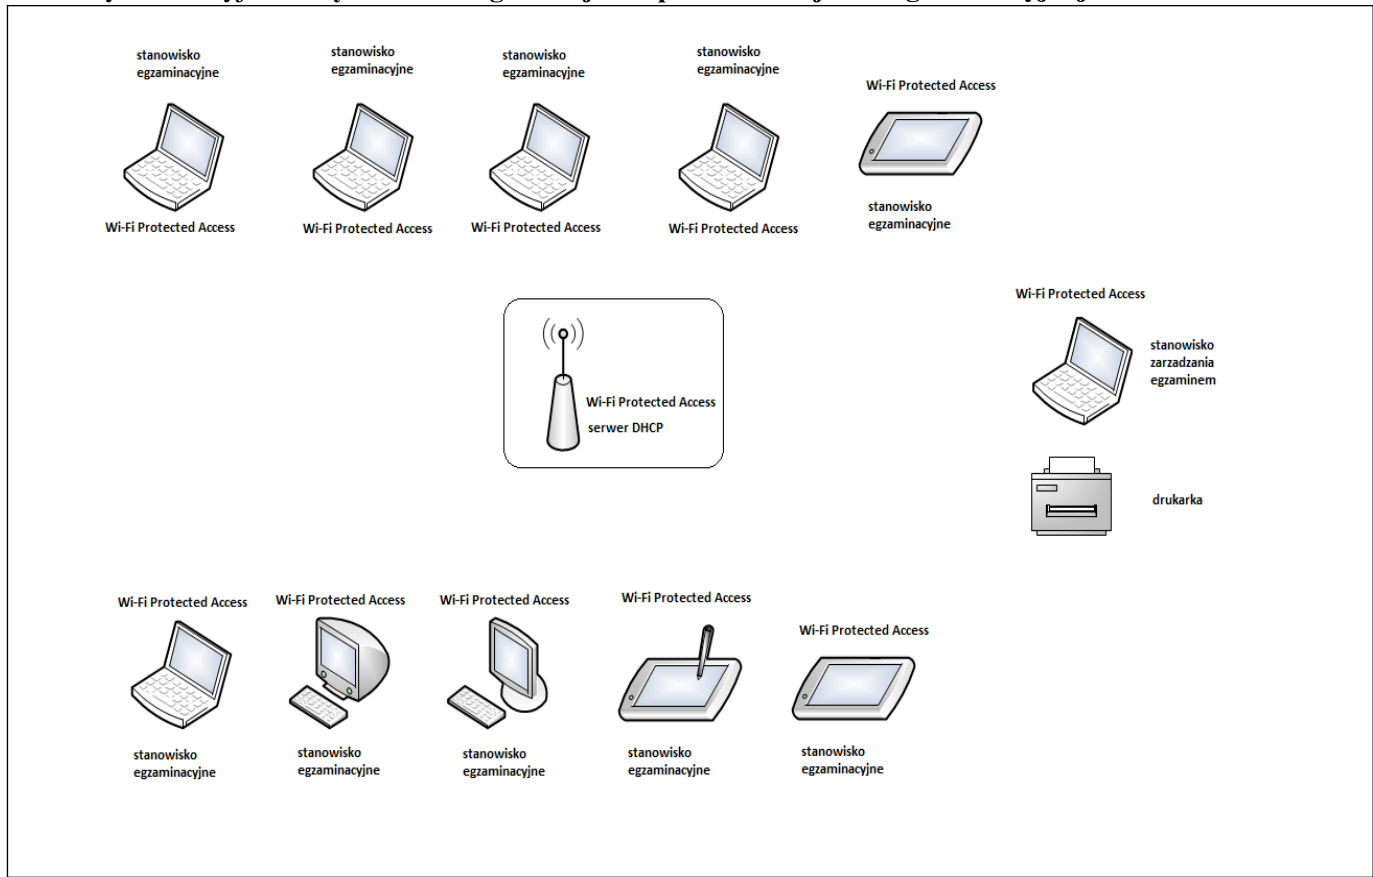 stanowisko
egzaminacyjne
stanowisko
egzaminacyjne
stanowisko
egzaminacyjne
stanowisko
egzaminacyjne
Wi-Fi Protected Access
Wi-Fi Protected Access
Wi-Fi Protected Access
Wi-Fi Protected Access
Wi-Fi Protected Access
stanowisko
egzaminacyjne
Wi-Fi Protected Access
stanowisko
zarzadzania
egzaminem
Wi-Fi Protected Access
serwer DHCP
drukarka
Wi-Fi Protected Access
Wi-Fi Protected Access
Wi-Fi Protected Access
Wi-Fi Protected Access
Wi-Fi Protected Access
stanowisko
egzaminacyjne
stanowisko
egzaminacyjne
stanowisko
egzaminacyjne
stanowisko
egzaminacyjne
stanowisko
egzaminacyjne